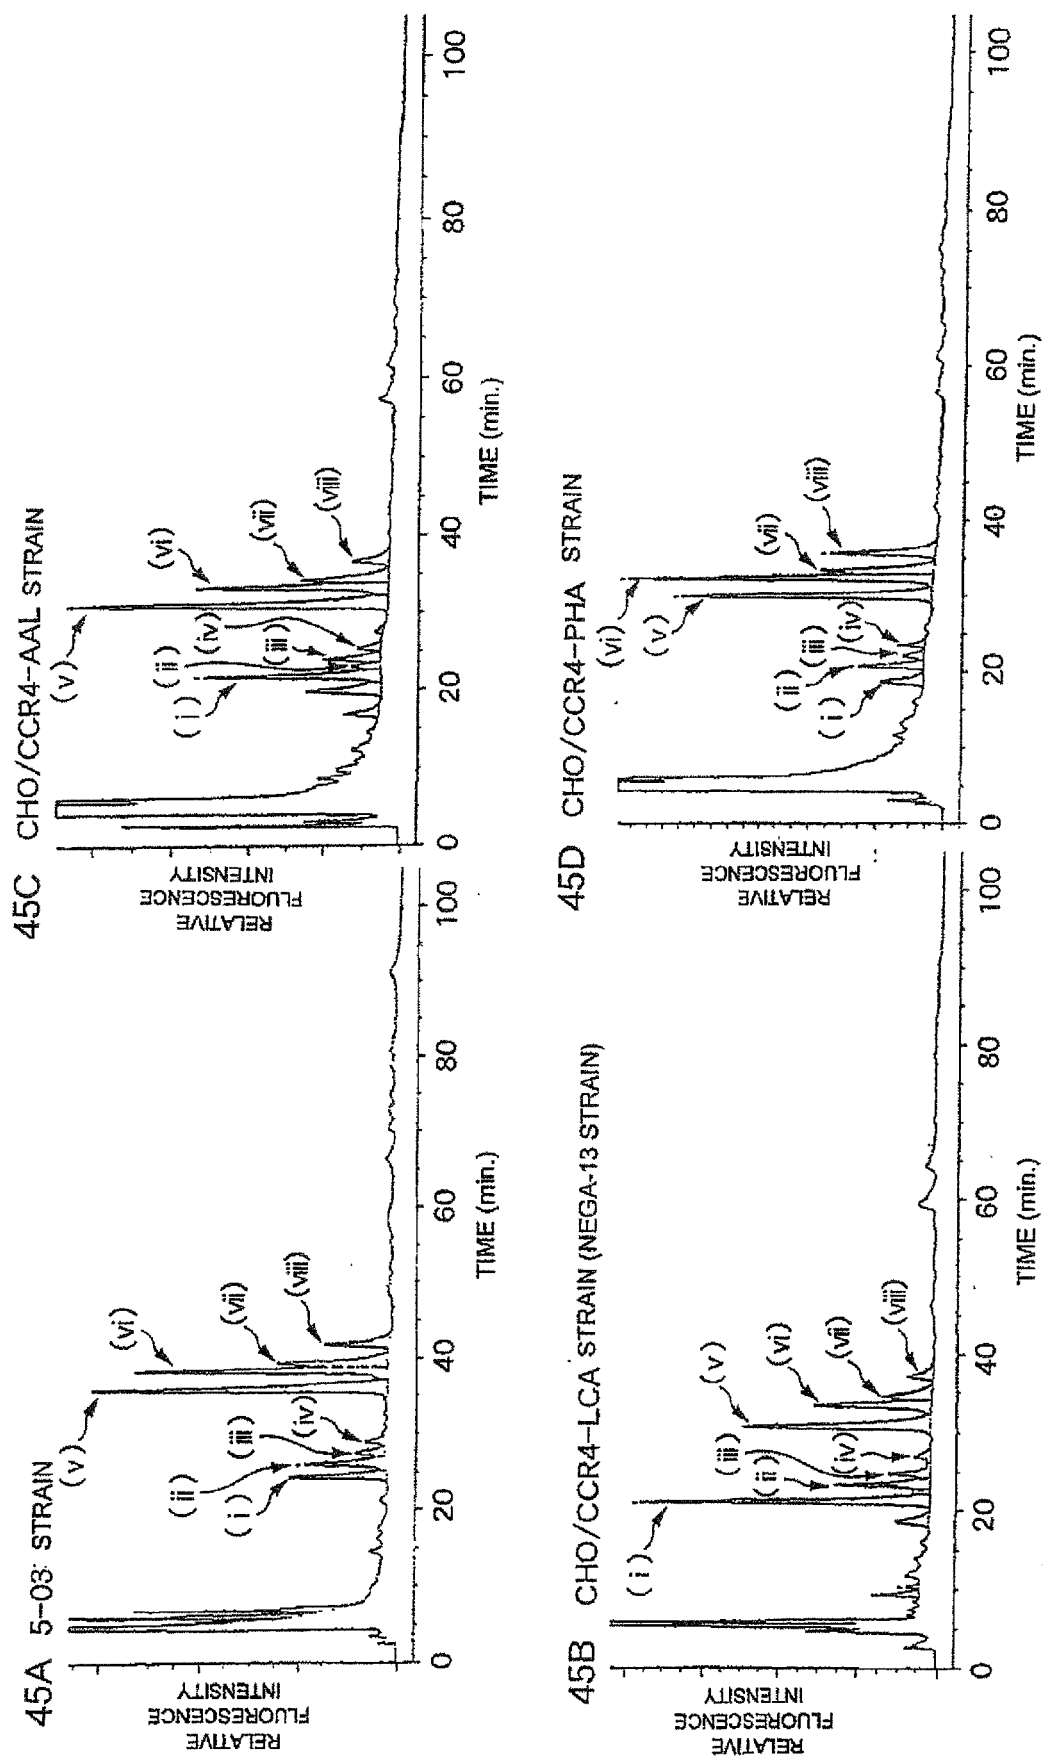 45A 5-03 STRAIN
RELATIVE
FLUORESCENCE
INTENSITY
(i)
(ii)
(iii)
(iv)
(v)
(vi)
(vii)
(viii)
0
20
40
60
80
100
TIME (min.)
45B CHO/CCR4-LCA STRAIN (NEGA-13 STRAIN)
RELATIVE
FLUORESCENCE
INTENSITY
(i)
(ii)
(iii)
(iv)
(v)
(vi)
(vii)
(viii)
0
20
40
60
80
100
TIME (min.)
45C CHO/CCR4-AAL STRAIN
RELATIVE
FLUORESCENCE
INTENSITY
(i)
(ii)
(iii)
(iv)
(v)
(vi)
(vii)
(viii)
0
20
40
60
80
100
TIME (min.)
45D CHO/CCR4-PHA STRAIN
RELATIVE
FLUORESCENCE
INTENSITY
(i)
(ii)
(iii)
(iv)
(v)
(vi)
(vii)
(viii)
0
20
40
60
80
100
TIME (min.)